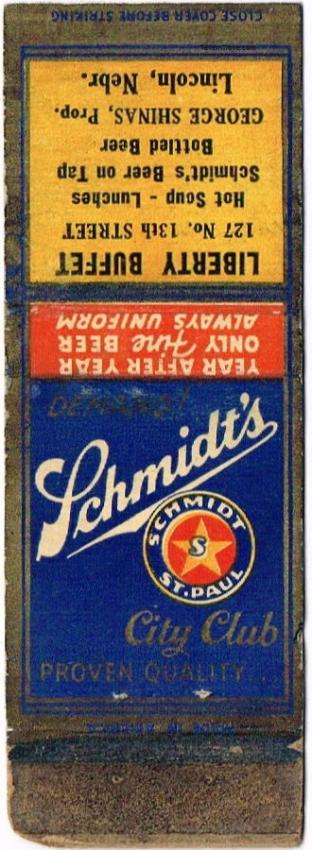 CLOSE COVER BEFORE STRIKING
LIBERTY BUFFET
127 No. 13th STREET
Hot Soup - Lunches
Schmidt's Beer on Tap
Bottled Beer
GEORGE SHINAS, Prop.
Lincoln, Nebr.
YEAR AFTER YEAR
ONLY Fine BEER
ALWAYS UNIFORM
DEMAND!
Schmidt's
SCHMIDT
S
ST. PAUL
City Club
PROVEN QUALITY...